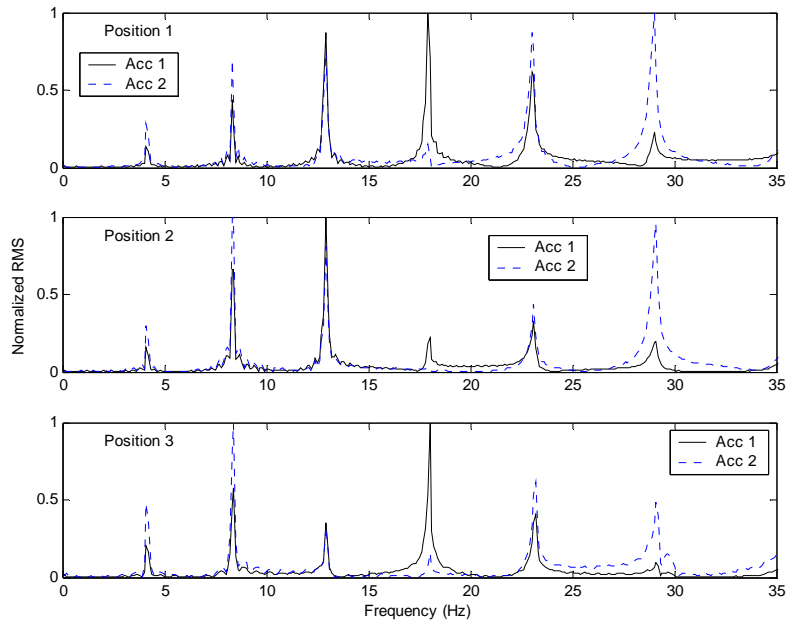 Position 1
Acc 1
Acc 2
1
0.5
0
0 5 10 15 20 25 30 35
Position 2
Acc 1
Acc 2
Normalized RMS
1
0.5
0
0 5 10 15 20 25 30 35
Position 3
Acc 1
Acc 2
1
0.5
0
0 5 10 15 20 25 30 35
Frequency (Hz)